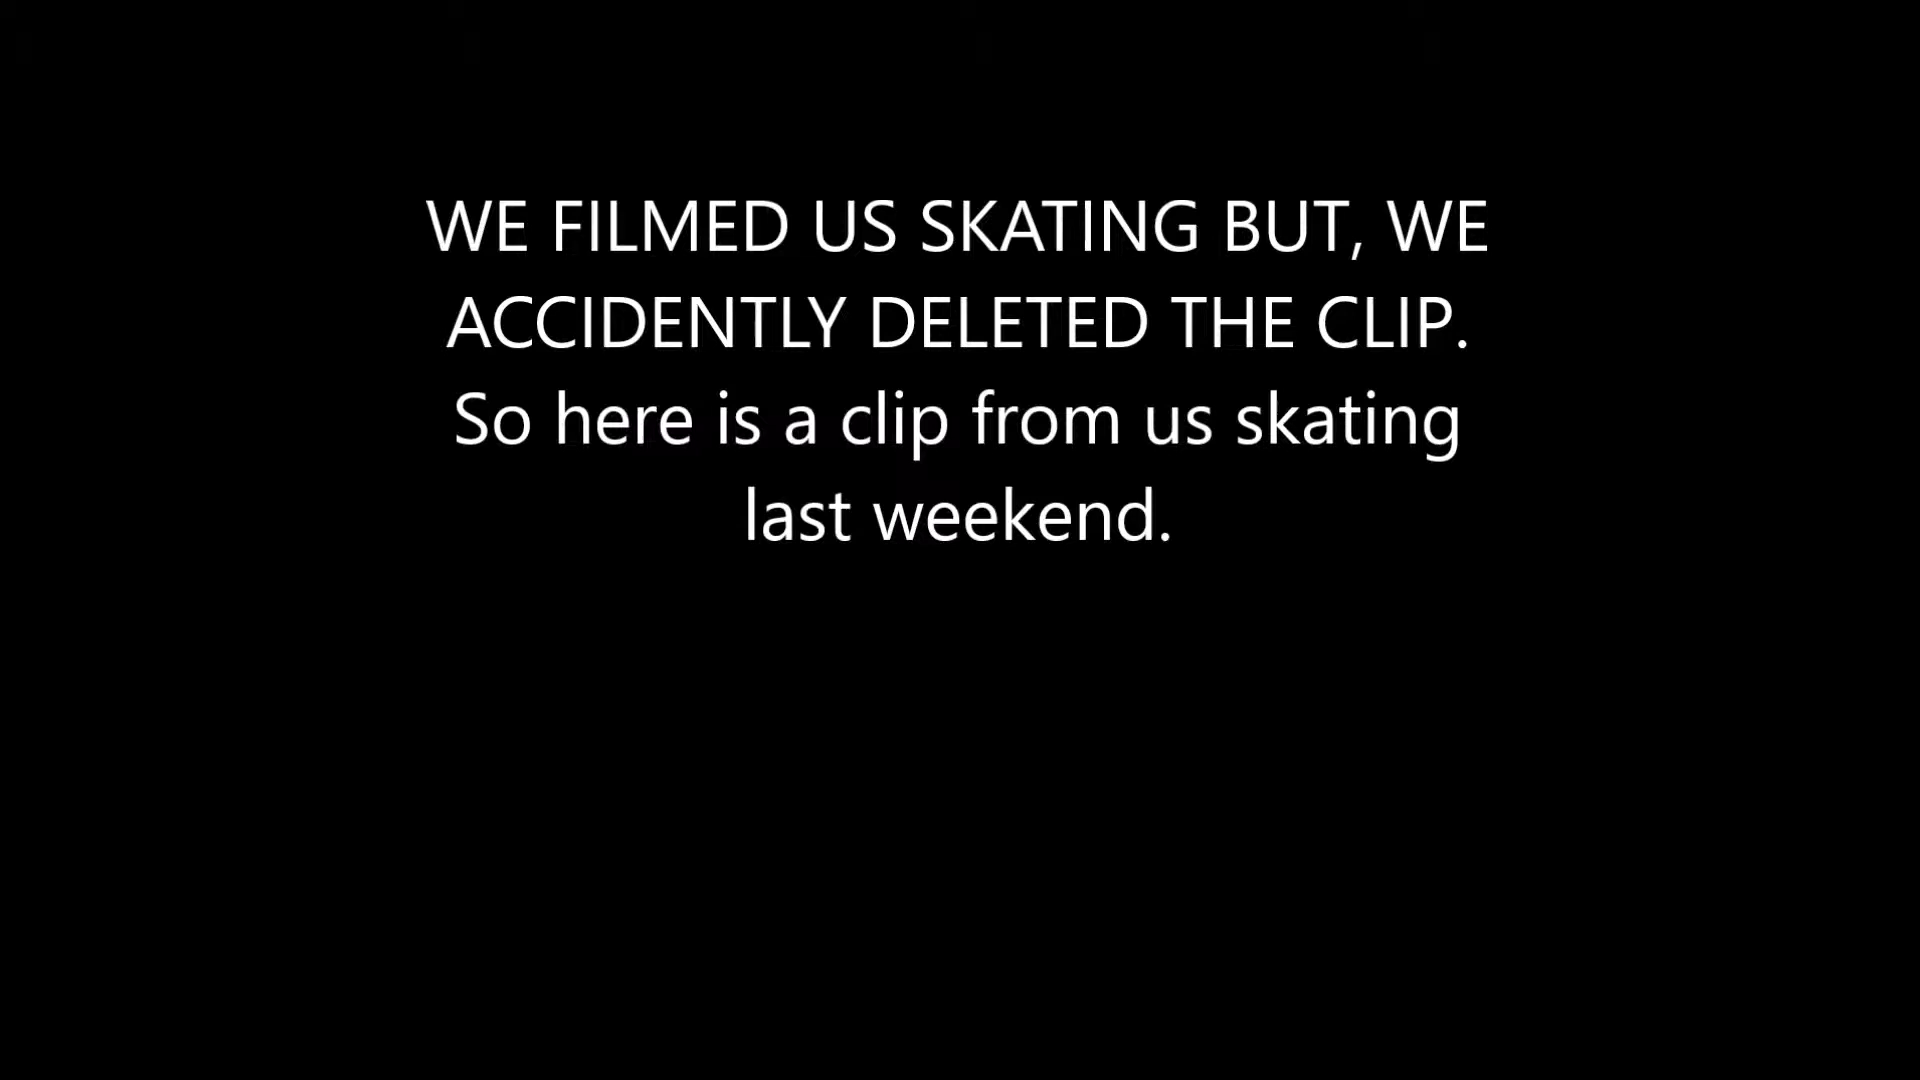 WE FILMED US SKATING BUT, WE
ACCIDENTLY DELETED THE CLIP.
So here is a clip from us skating
last weekend.